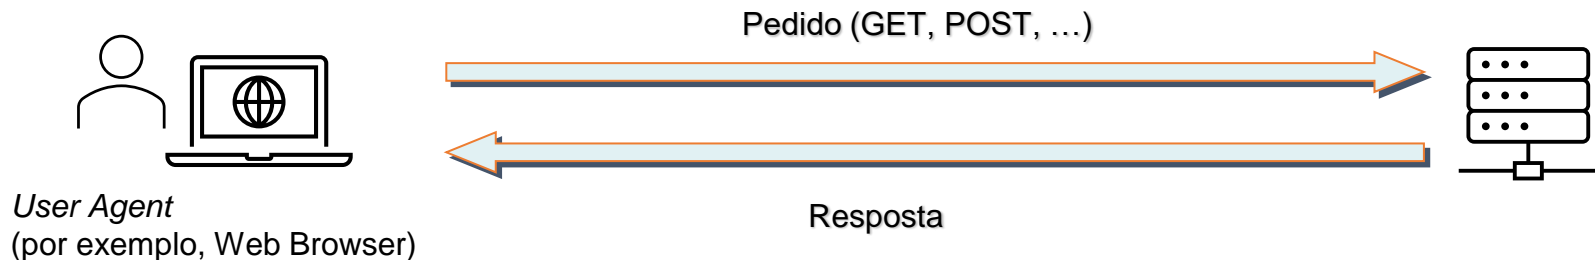 Pedido (GET, POST, …)
User Agent
(por exemplo, Web Browser)
Resposta